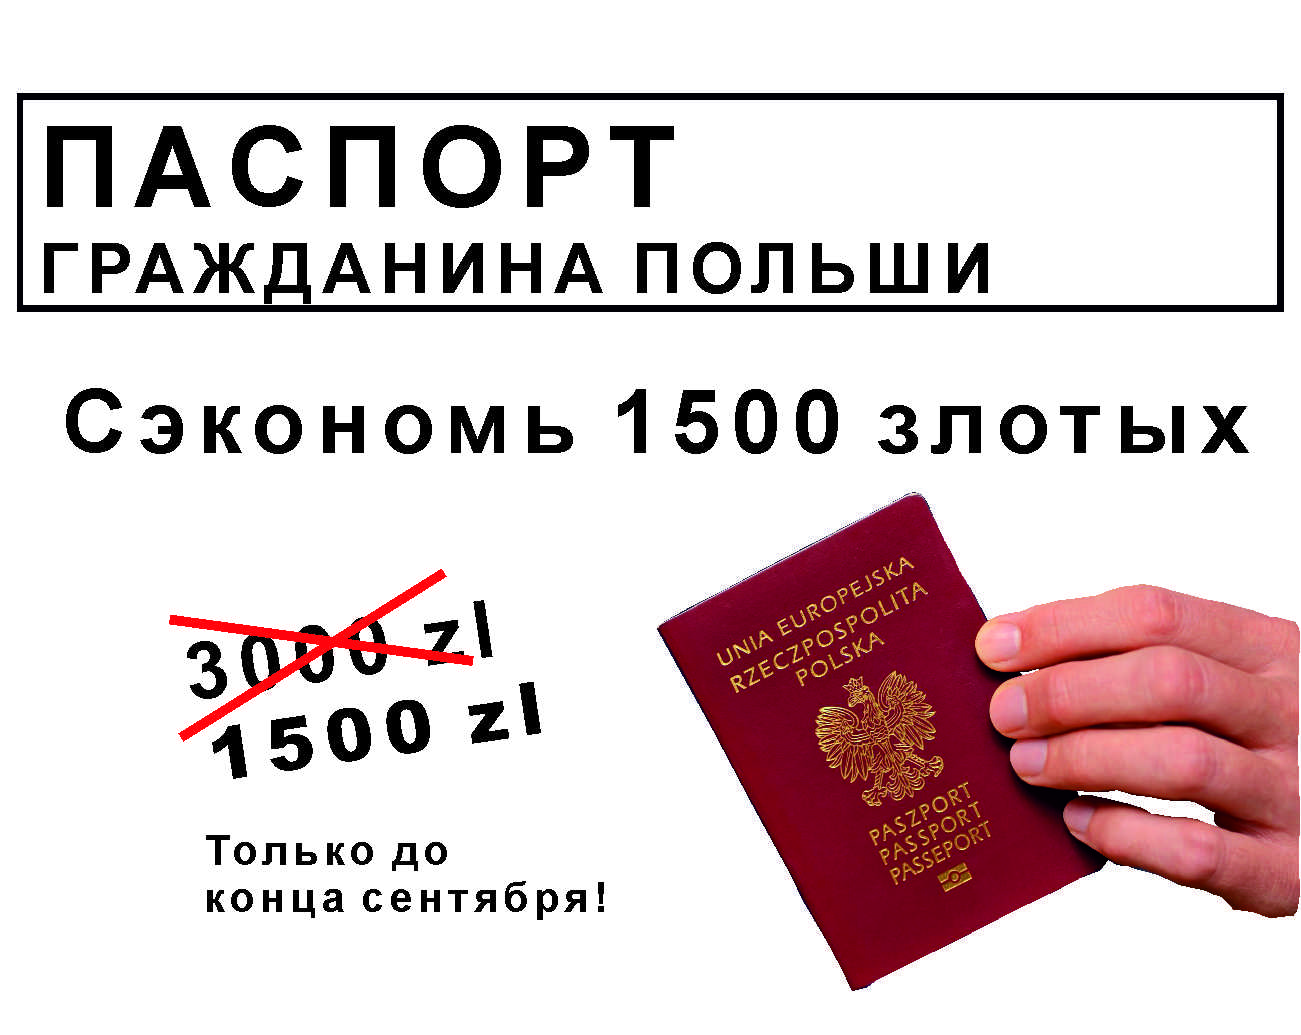 ПАСПОРТ
ГРАЖДАНИНА ПОЛЬШИ
Сэкономь 1500 злотых
3000 zl
1500 zl
Только до
конца сентября!
UNIA EUROPEJSKA
RZECZPOSPOLITA
POLSKA
PASZPORT
PASSPORT
PASSEPORT